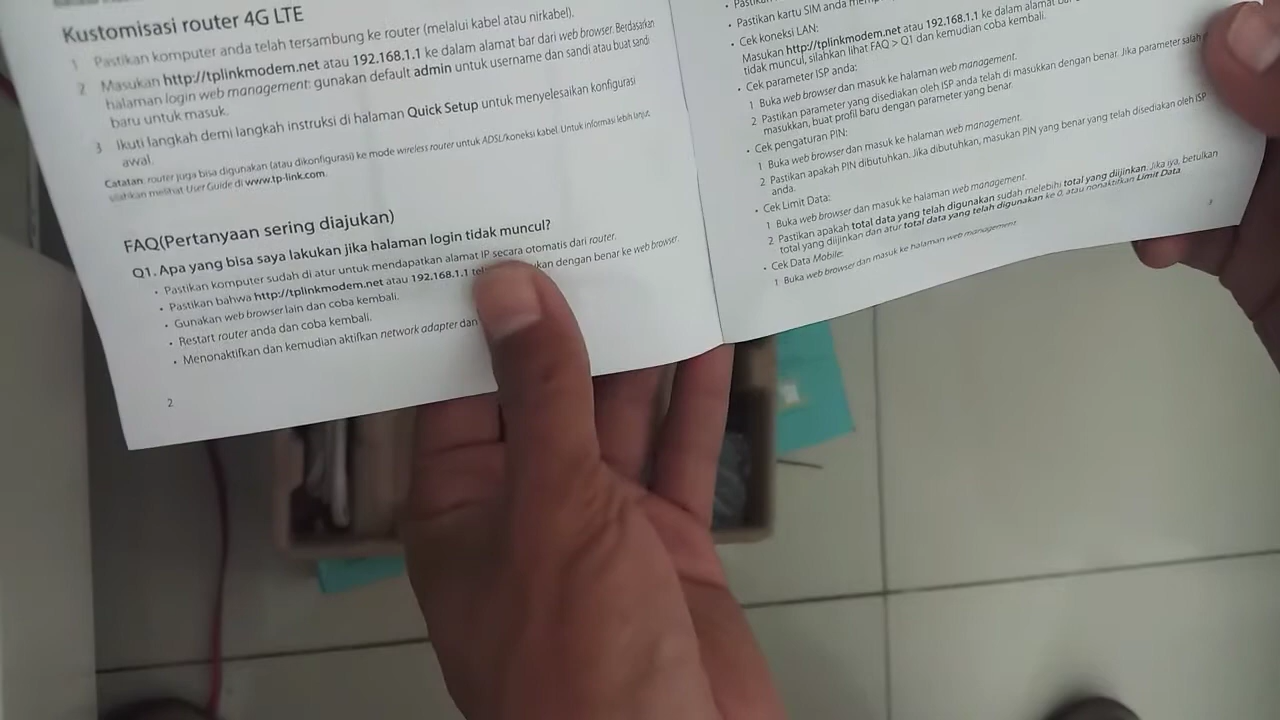 Kustomisasi router 4G LTE
1 Pastikan komputer anda telah tersambung ke router (melalui kabel atau nirkabel).
2 Masukan http://tplinkmodem.net atau 192.168.1.1 ke dalam alamat bar dari web browser. Berdasarkan
halaman login web management: gunakan default admin untuk username dan sandi atau buat sandi
baru untuk masuk.
3 Ikuti langkah demi langkah instruksi di halaman Quick Setup untuk menyelesaikan konfigurasi
awal.
Catatan: router juga bisa digunakan (atau dikonfigurasi) ke mode wireless router untuk ADSL/koneksi kabel. Untuk informasi lebih lanjut,
silahkan melihat User Guide di www.tp-link.com.
FAQ(Pertanyaan sering diajukan)
Q1. Apa yang bisa saya lakukan jika halaman login tidak muncul?
• Pastikan komputer sudah di atur untuk mendapatkan alamat IP secara otomatis dari router.
• Pastikan bahwa http://tplinkmodem.net atau 192.168.1.1 dengan benar ke web browser.
• Gunakan web browser lain dan coba kembali.
• Restart router anda dan coba kembali.
• Menonaktifkan dan kemudian aktifkan network adapter dan
2
• Pastikan kartu SIM anda
• Cek koneksi LAN:
Masukan http://tplinkmodem.net atau 192.168.1.1 ke dalam alamat
tidak muncul, silahkan lihat FAQ > Q1 dan kemudian coba kembali.
• Cek parameter ISP anda:
1 Buka web browser dan masuk ke halaman web management.
2 Pastikan parameter yang disediakan oleh ISP anda telah di masukkan dengan benar. Jika parameter salah
masukkan, buat profil baru dengan parameter yang benar.
• Cek pengaturan PIN:
1 Buka web browser dan masuk ke halaman web management.
2 Pastikan apakah PIN dibutuhkan. Jika dibutuhkan, masukan PIN yang benar yang telah disediakan oleh ISP
anda.
• Cek Limit Data:
1 Buka web browser dan masuk ke halaman web management.
2 Pastikan apakah total data yang telah digunakan sudah melebihi total yang diijinkan. Jika iya, betulkan
total yang diijinkan dan atur total data yang telah digunakan ke 0, atau nonaktifkan Limit Data.
• Cek Data Mobile:
1 Buka web browser dan masuk ke halaman web management.
3